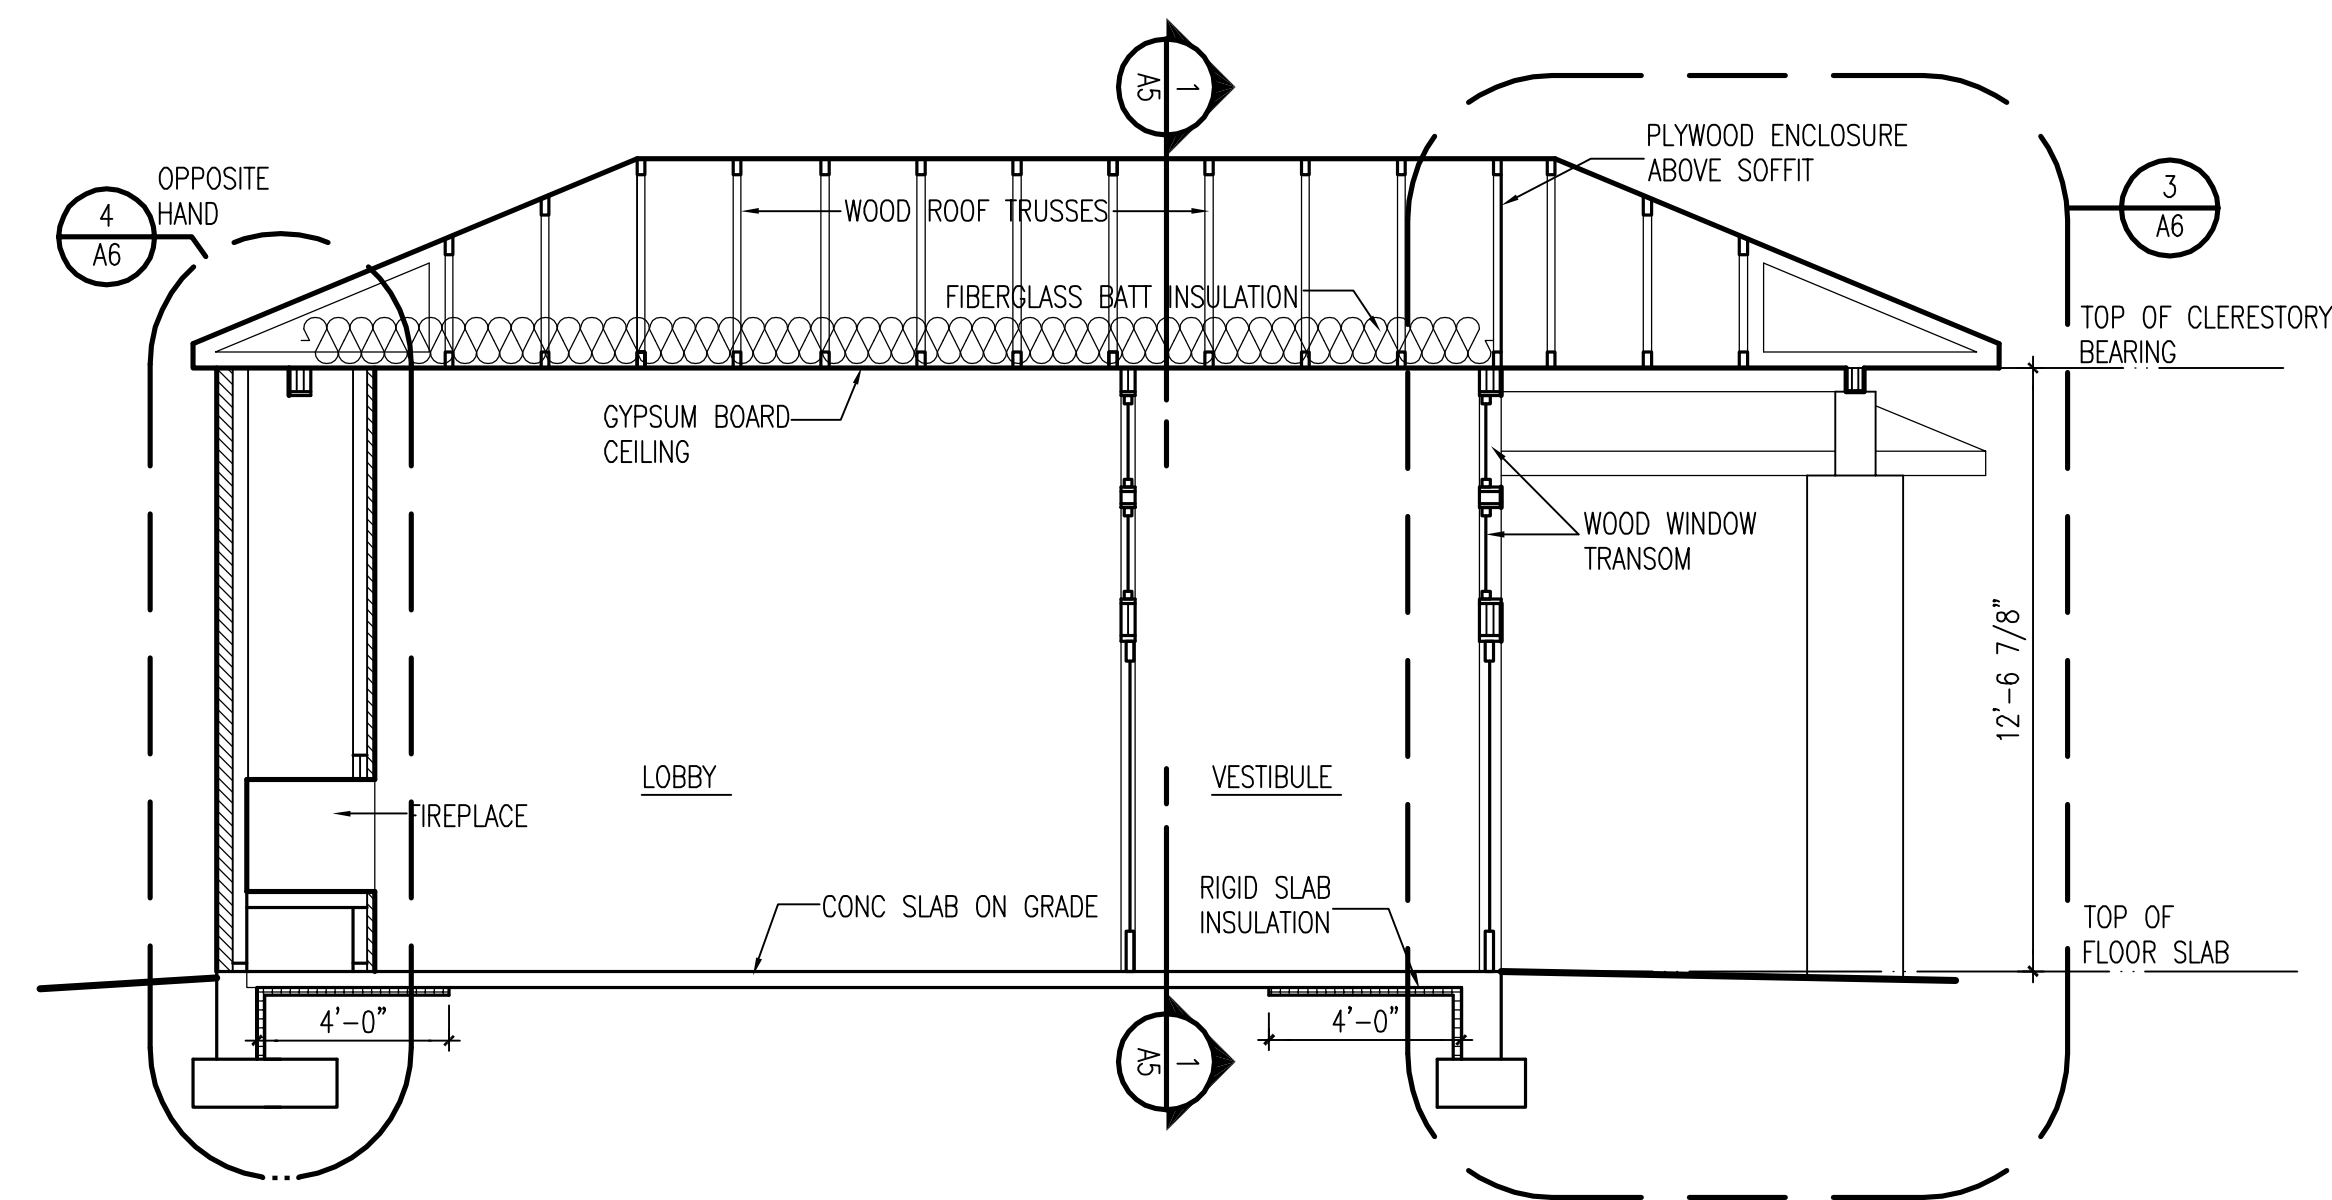 1
A5
PLYWOOD ENCLOSURE
ABOVE SOFFIT
OPPOSITE
HAND
4
A6
3
A6
WOOD ROOF TRUSSES
FIBERGLASS BATT INSULATION
TOP OF CLERESTORY
BEARING
GYPSUM BOARD
CEILING
WOOD WINDOW
TRANSOM
12'-6 7/8"
LOBBY
VESTIBULE
FIREPLACE
CONC SLAB ON GRADE
RIGID SLAB
INSULATION
TOP OF
FLOOR SLAB
4'-0"
4'-0"
1
A5